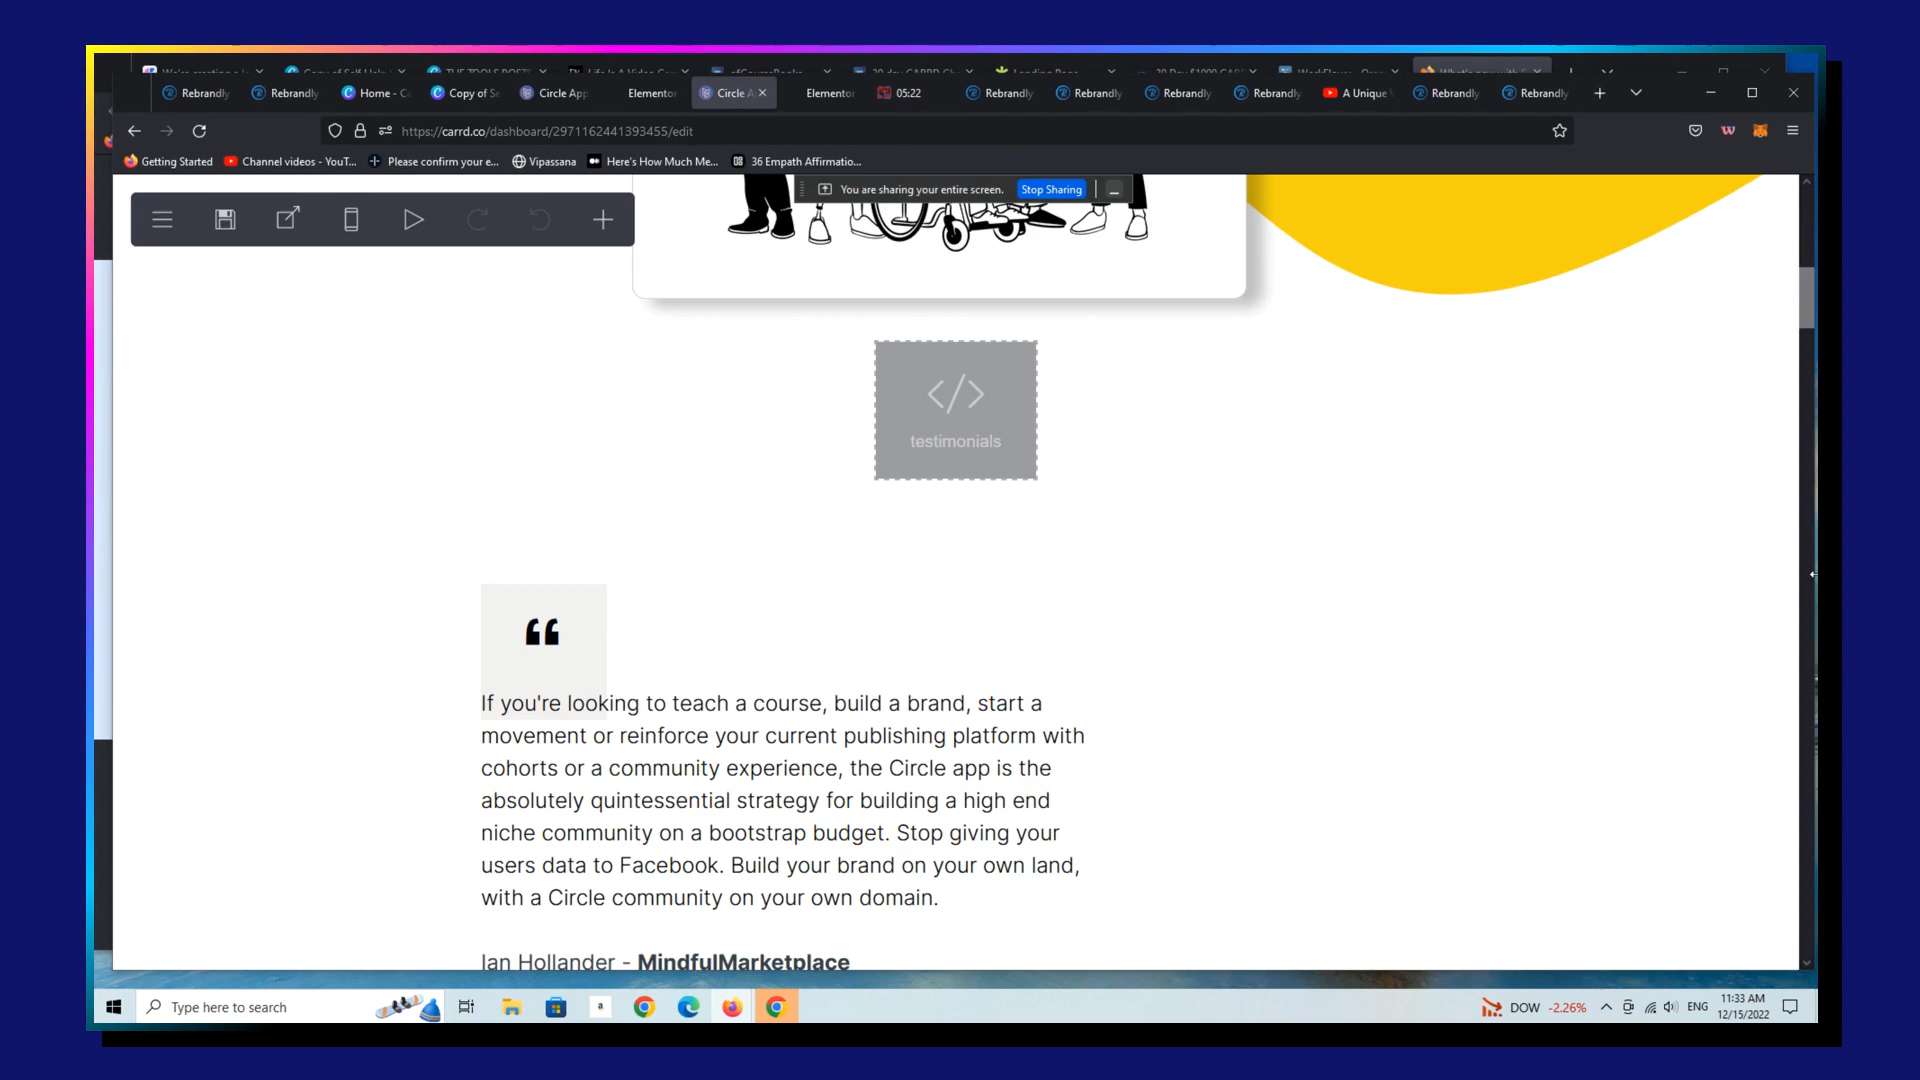 Rebrandly
Rebrandly
Home - Ca
Copy of Se
Circle App
Elementor
Circle A
Elementor
05:22
Rebrandly
Rebrandly
Rebrandly
Rebrandly
A Unique
Rebrandly
Rebrandly
https://carrd.co/dashboard/2971162441393455/edit
Getting Started
Channel videos - YouT...
Please confirm your e...
Vipassana
Here's How Much Me...
36 Empath Affirmatio...
You are sharing your entire screen.
Stop Sharing
</>
testimonials
“
If you're looking to teach a course, build a brand, start a
movement or reinforce your current publishing platform with
cohorts or a community experience, the Circle app is the
absolutely quintessential strategy for building a high end
niche community on a bootstrap budget. Stop giving your
users data to Facebook. Build your brand on your own land,
with a Circle community on your own domain.
Ian Hollander - MindfulMarketplace
Type here to search
DOW -2.26%
ENG
11:33 AM
12/15/2022